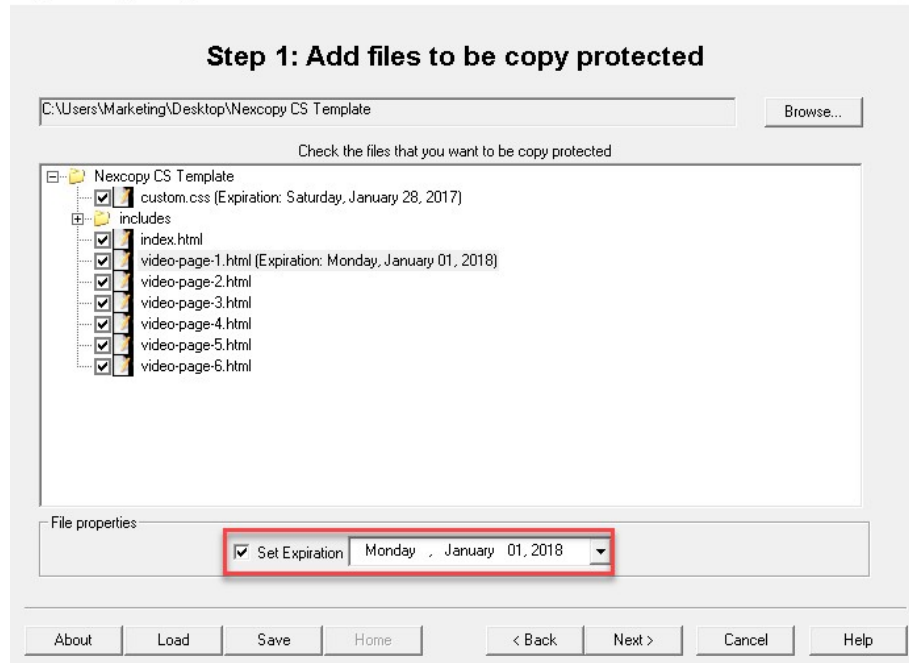 Step 1: Add files to be copy protected
C:\Users\Marketing\Desktop\Nexcopy CS Template
Browse...
Check the files that you want to be copy protected
Nexcopy CS Template
custom.css (Expiration: Saturday, January 28, 2017)
includes
index.html
video-page-1.html (Expiration: Monday, January 01, 2018)
video-page-2.html
video-page-3.html
video-page-4.html
video-page-5.html
video-page-6.html
File properties
Set Expiration Monday , January 01, 2018
About Load Save Home < Back Next > Cancel Help